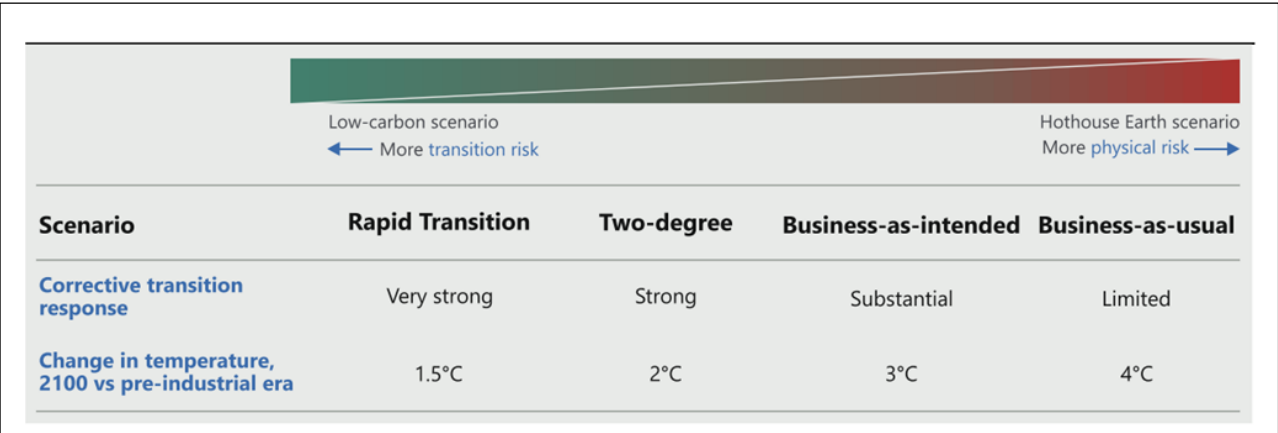 Low-carbon scenario
Hothouse Earth scenario
More transition risk
More physical risk
Scenario
Rapid Transition
Two-degree
Business-as-intended
Business-as-usual
Corrective transition
response
Very strong
Strong
Substantial
Limited
Change in temperature,
2100 vs pre-industrial era
1.5°C
2°C
3°C
4°C